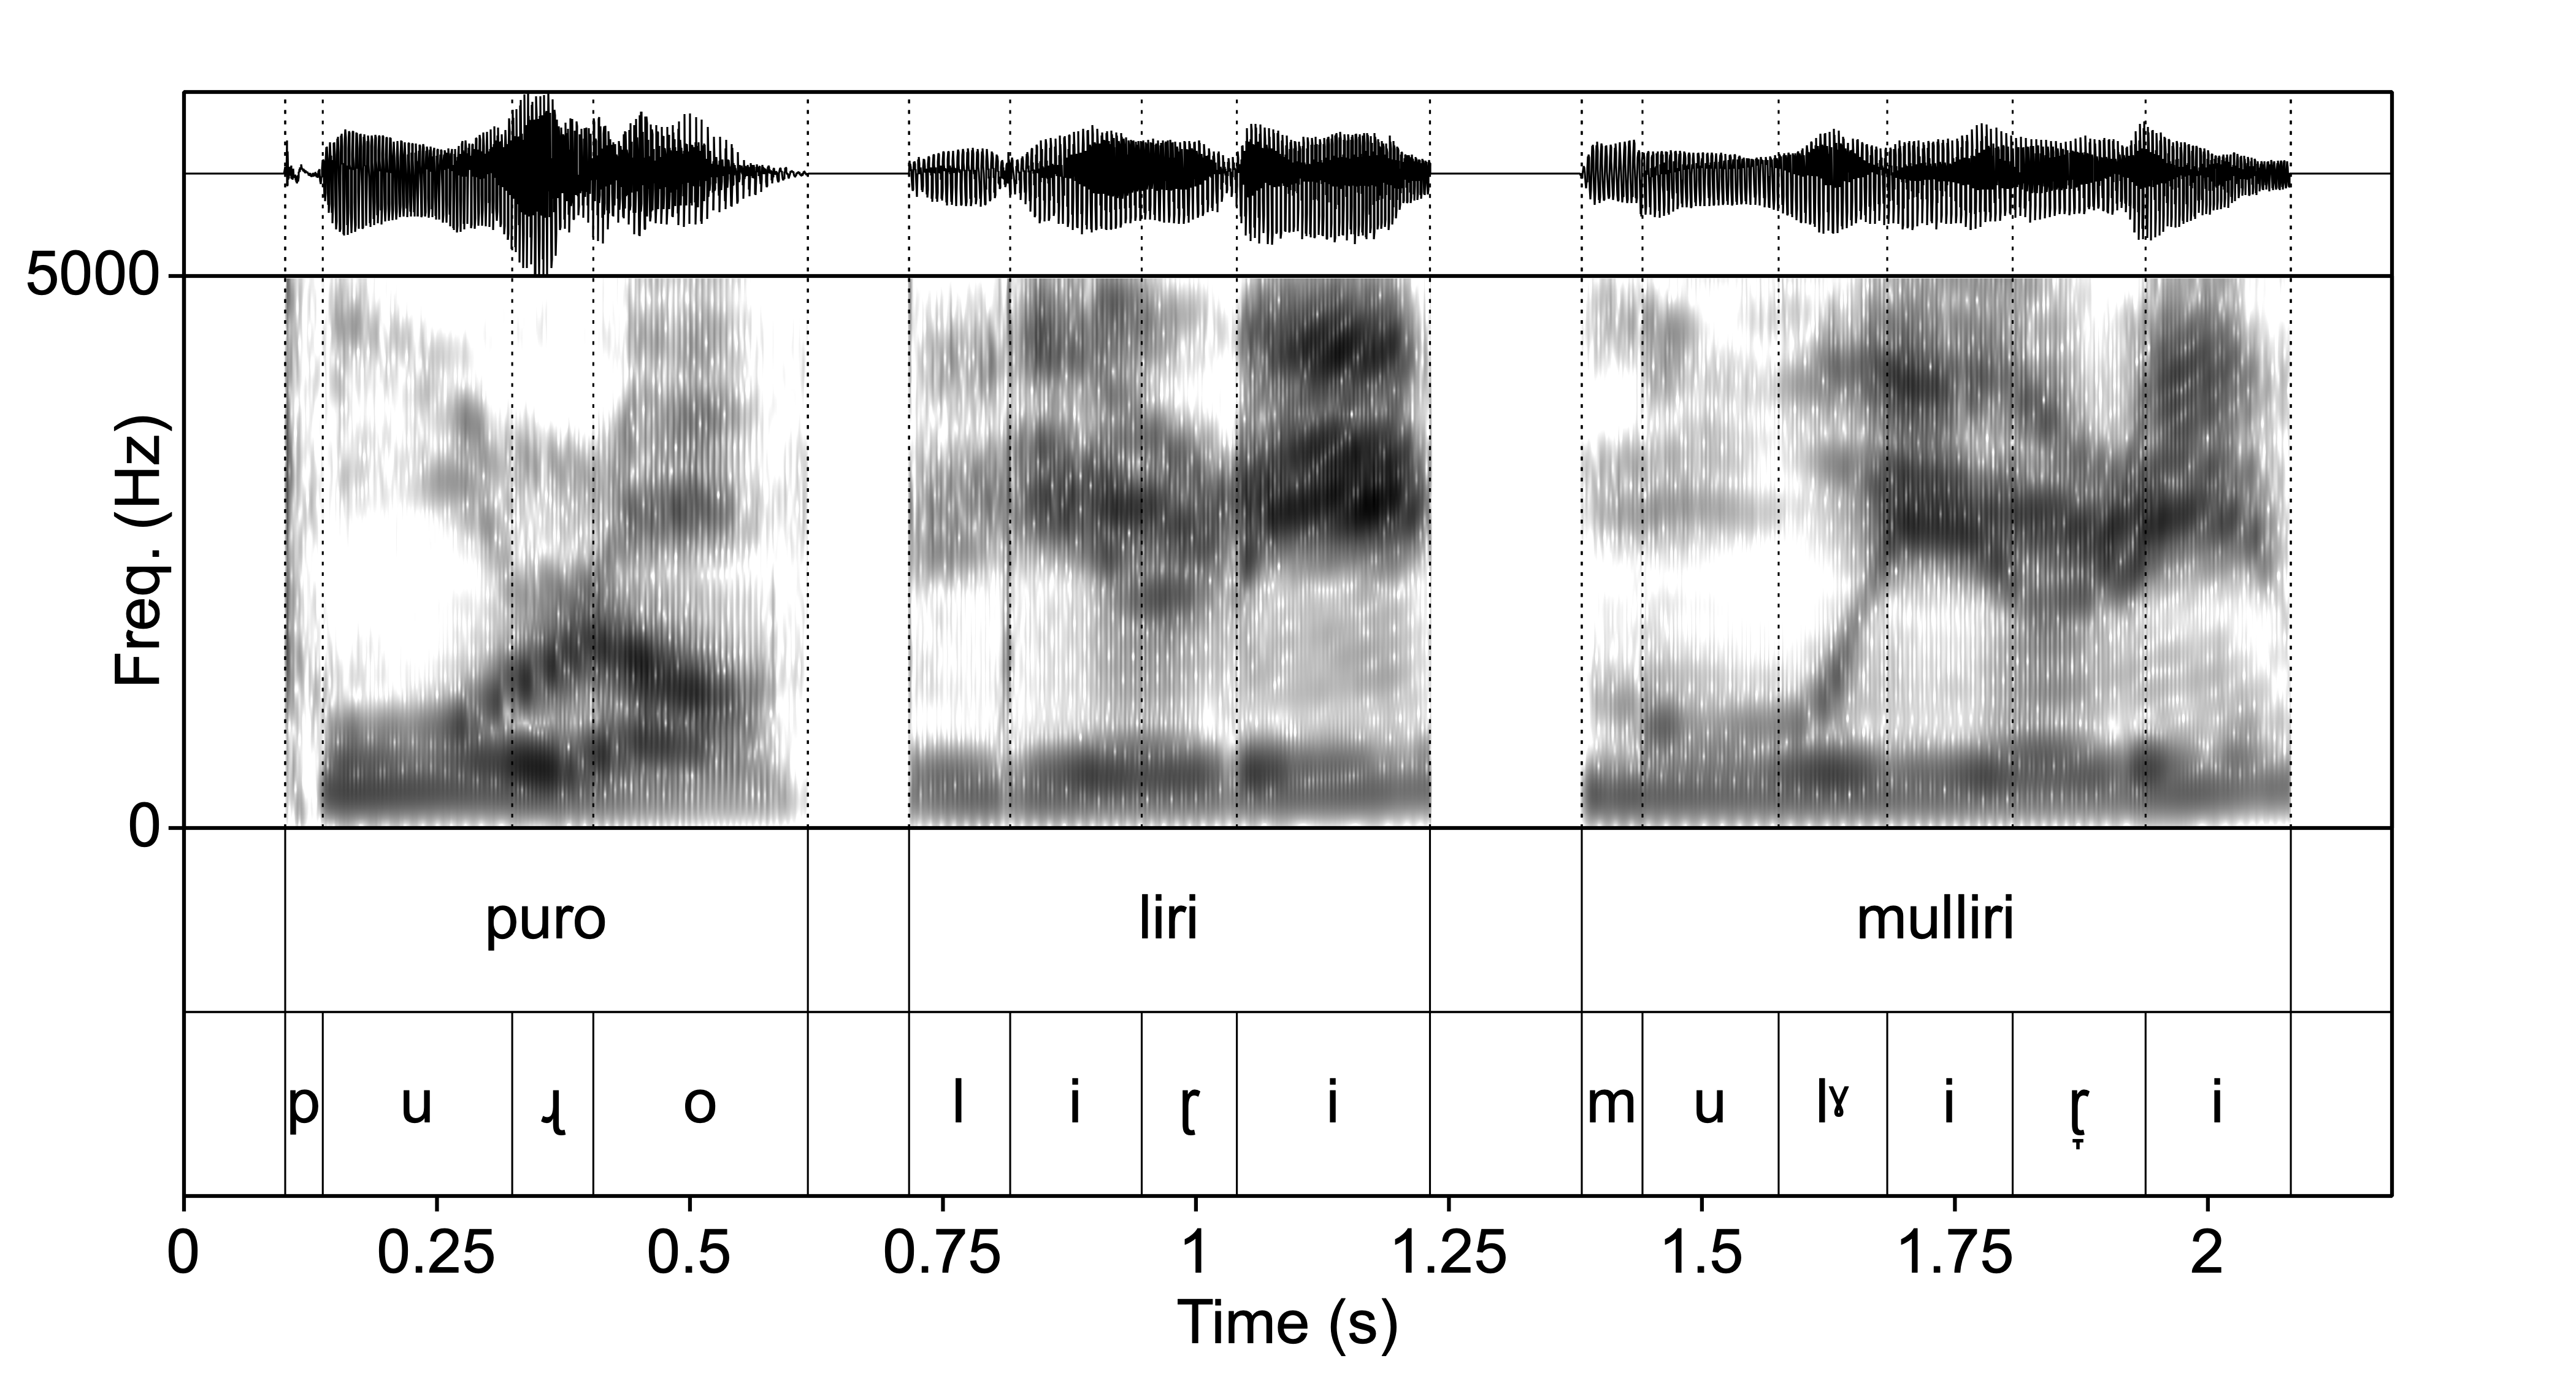 5000
Freq. (Hz)
0
puro liri mulliri
p u ɻ o l i ɽ i m u lˠ i ɽ̞ i
0 0.25 0.5 0.75 1 1.25 1.5 1.75 2
Time (s)